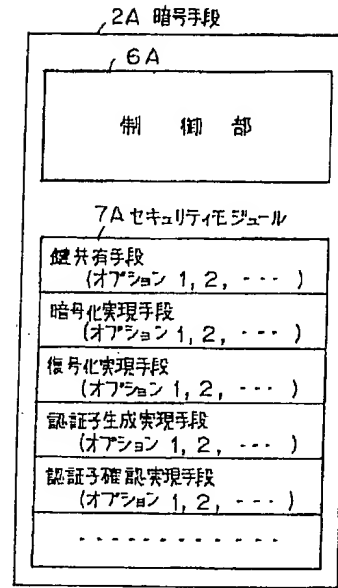 2A 暗号手段
6A
制 御 部
7A セキュリティモジュール
鍵共有手段
(オプション 1, 2, --- )
暗号化実現手段
(オプション 1, 2, --- )
復号化実現手段
(オプション 1, 2, --- )
認証子生成実現手段
(オプション 1, 2, --- )
認証子確認実現手段
(オプション 1, 2, --- )
- - - - - - - - - - - -